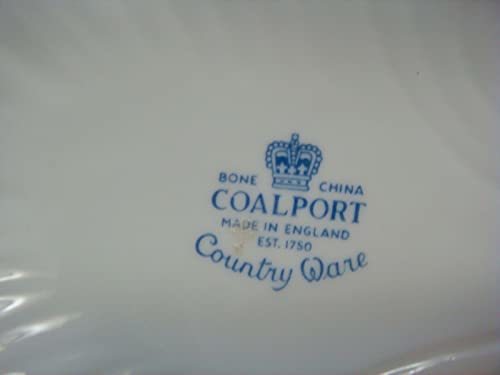 BONE CHINA
COALPORT
MADE IN ENGLAND
EST. 1750
Country Ware